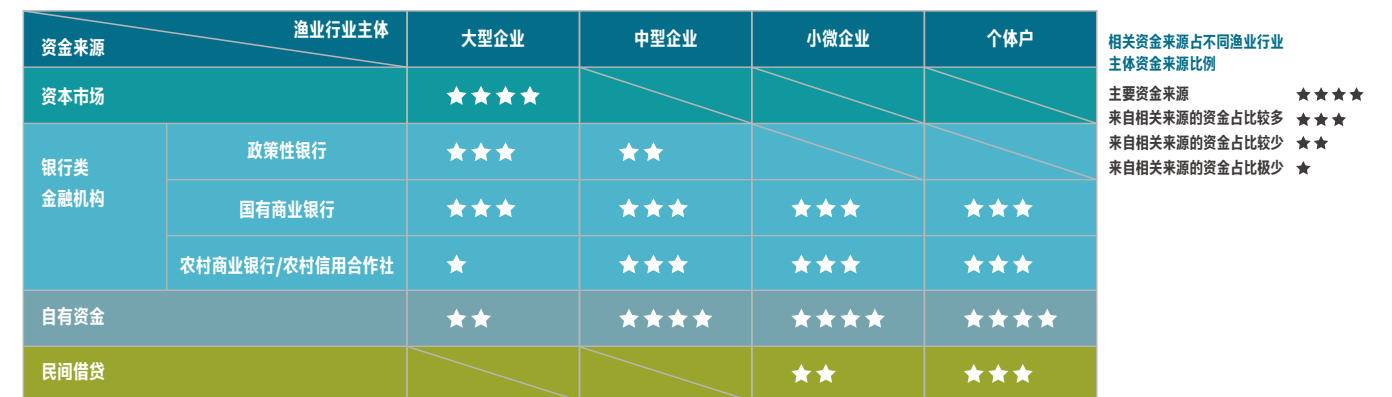 渔业行业主体
资金来源
大型企业
中型企业
小微企业
个体户
资本市场
★★★★
银行类
金融机构
政策性银行
★★★
★★
国有商业银行
★★★
★★★
★★★
★★★
农村商业银行/农村信用合作社
★
★★★
★★★
★★★
自有资金
★★
★★★★
★★★★
★★★★
民间借贷
★★
★★★
相关资金来源占不同渔业行业
主体资金来源比例
主要资金来源 ★★★★
来自相关来源的资金占比较多 ★★★
来自相关来源的资金占比较少 ★★
来自相关来源的资金占比极少 ★